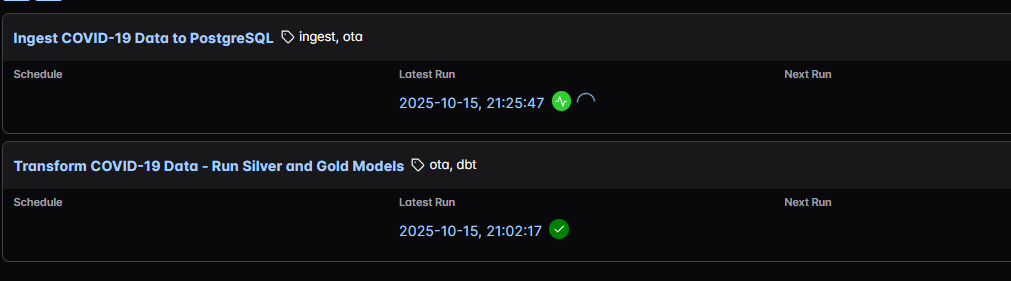 Ingest COVID-19 Data to PostgreSQL ingest, ota
Schedule Latest Run Next Run
2025-10-15, 21:25:47
Transform COVID-19 Data - Run Silver and Gold Models ota, dbt
Schedule Latest Run Next Run
2025-10-15, 21:02:17